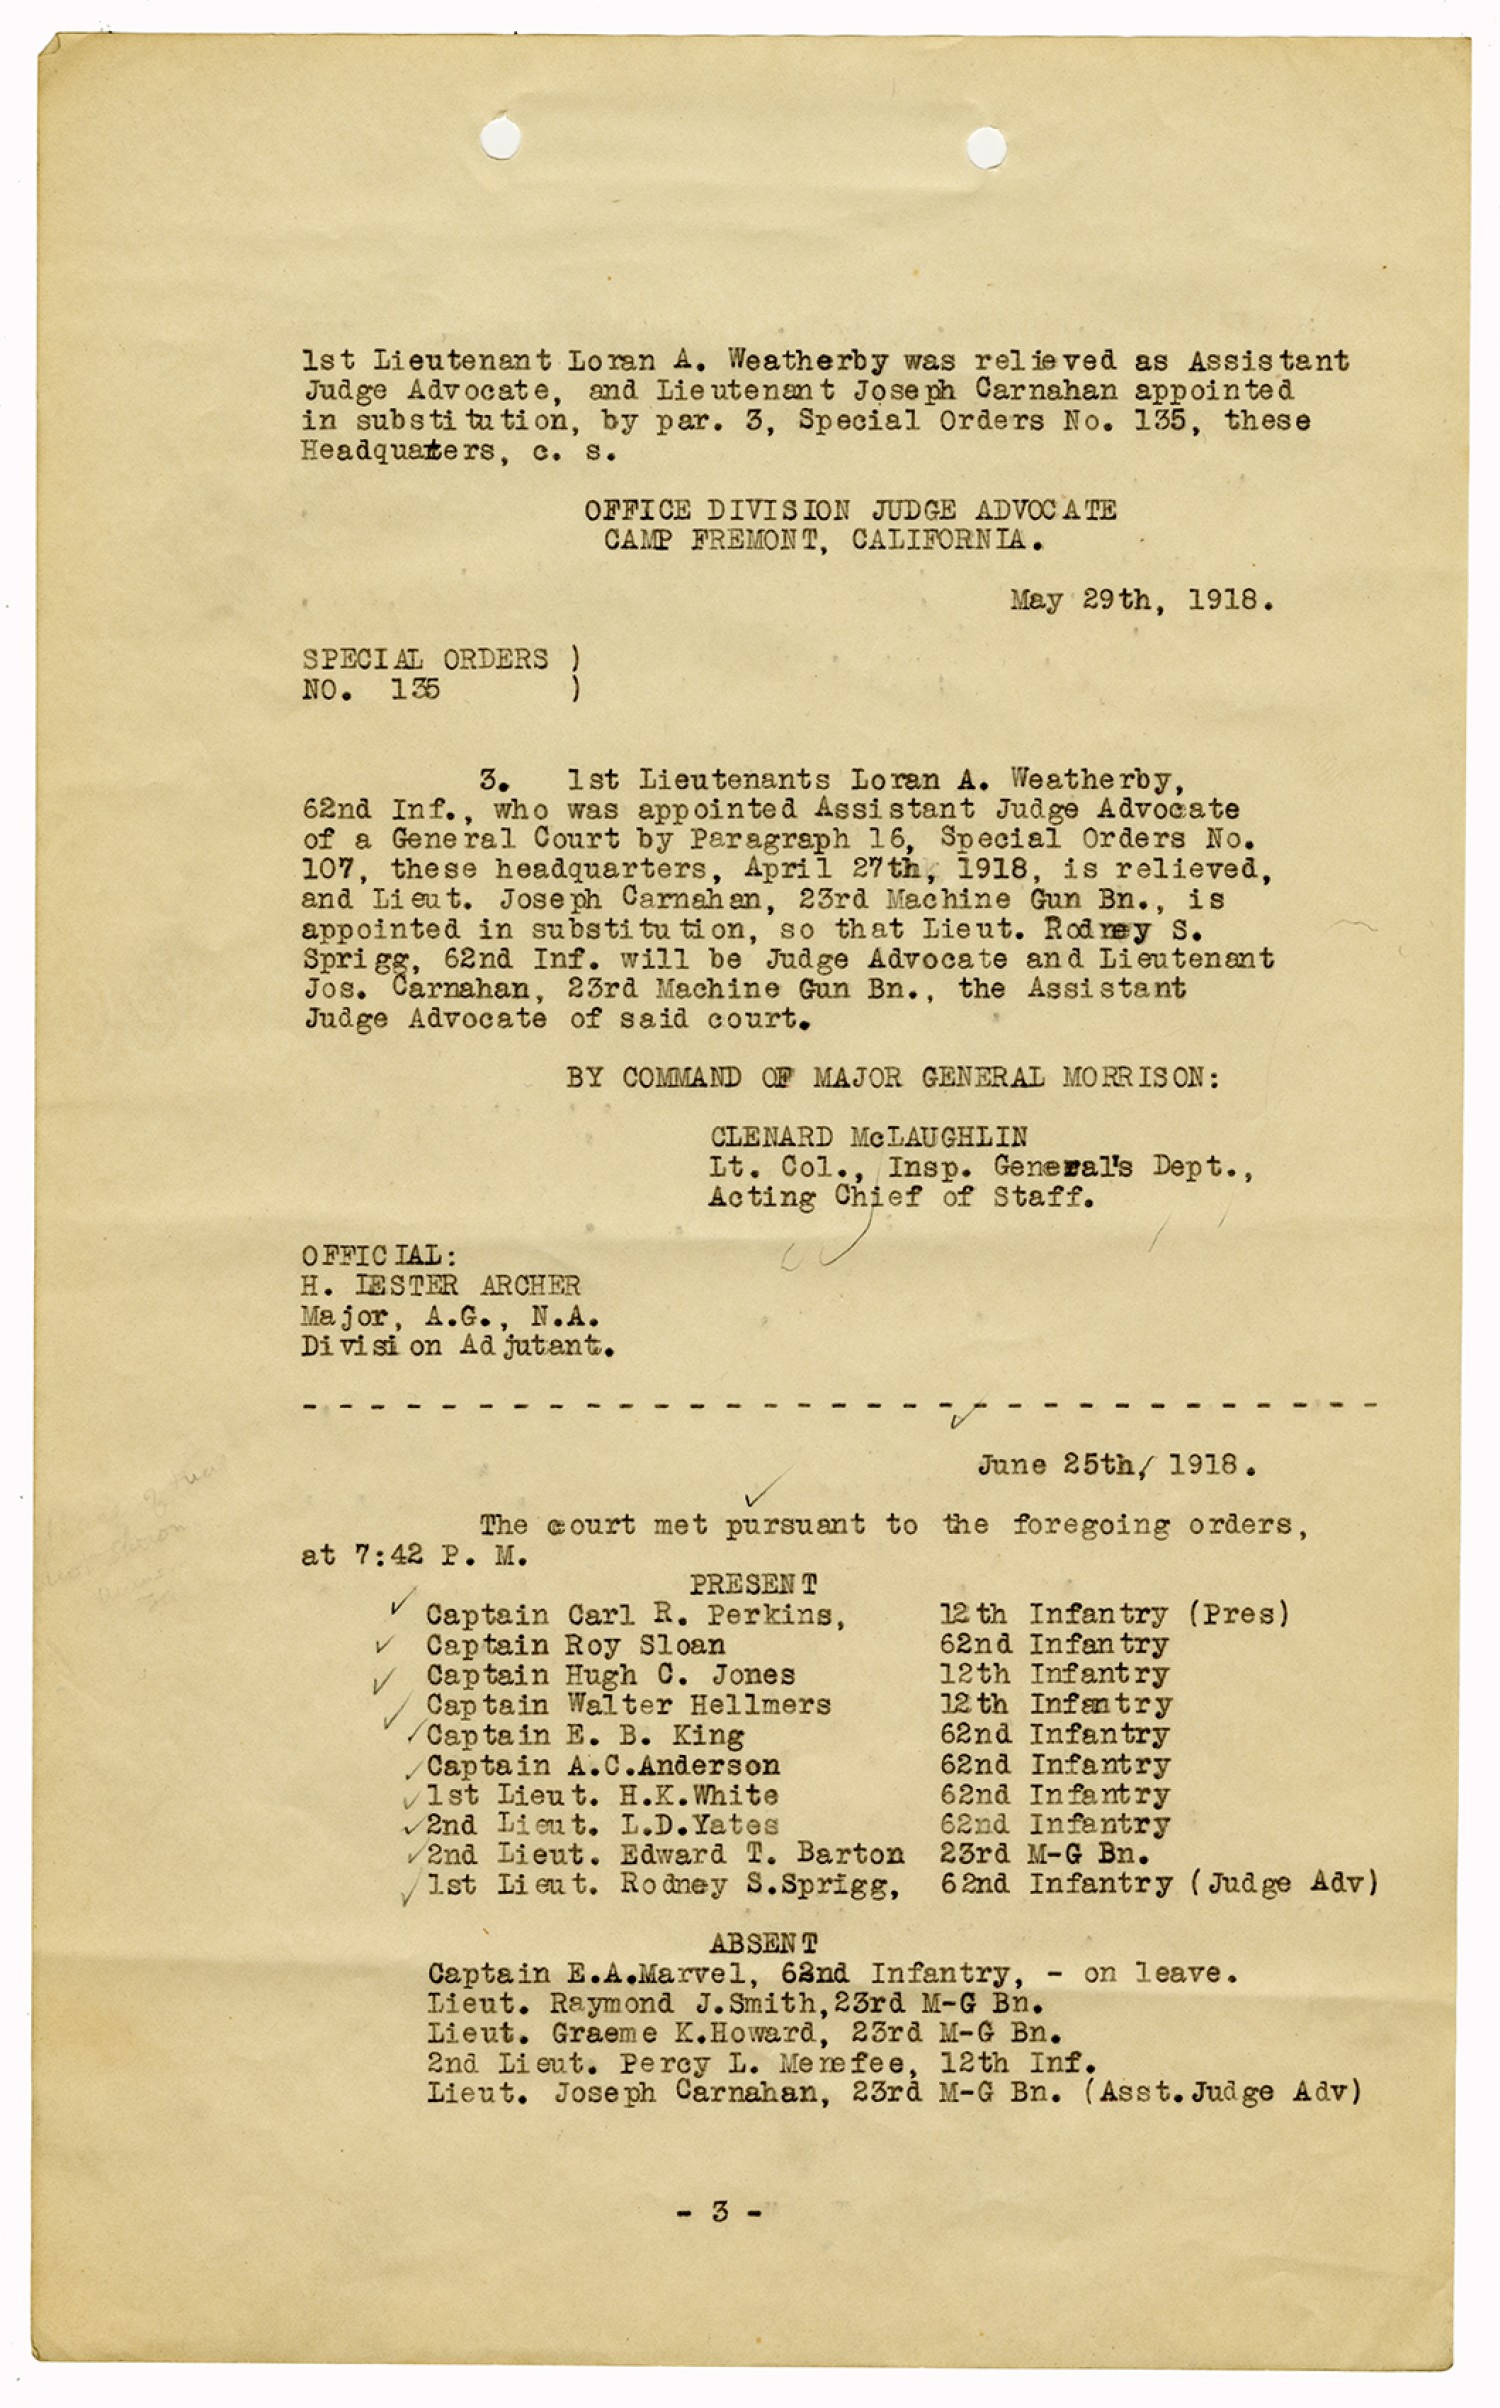 1st Lieutenant Loran A. Weatherby was relieved as Assistant
Judge Advocate, and Lieutenant Joseph Carnahan appointed
in substitution, by par. 3, Special Orders No. 135, these
Headquaters, c. s.
OFFICE DIVISION JUDGE ADVOCATE
CAMP FREMONT, CALIFORNIA.
May 29th, 1918.
SPECIAL ORDERS )
NO. 135 )
3. 1st Lieutenants Loran A. Weatherby,
62nd Inf., who was appointed Assistant Judge Advocate
of a General Court by Paragraph 16, Special Orders No.
107, these headquarters, April 27th, 1918, is relieved,
and Lieut. Joseph Carnahan, 23rd Machine Gun Bn., is
appointed in substitution, so that Lieut. Rodney S.
Sprigg, 62nd Inf. will be Judge Advocate and Lieutenant
Jos. Carnahan, 23rd Machine Gun Bn., the Assistant
Judge Advocate of said court.
BY COMMAND OF MAJOR GENERAL MORRISON:
CLENARD McLAUGHLIN
Lt. Col., Insp. General's Dept.,
Acting Chief of Staff.
OFFICIAL:
H. LESTER ARCHER
Major, A.G., N.A.
Division Adjutant.
- - - - - - - - - - - - - - - - - - - - - - - - - - - - - - -
June 25th, 1918.
The court met pursuant to the foregoing orders,
at 7:42 P. M.
PRESENT
✓ Captain Carl R. Perkins, 12th Infantry (Pres)
✓ Captain Roy Sloan 62nd Infantry
✓ Captain Hugh C. Jones 12th Infantry
✓ Captain Walter Hellmers 12th Infantry
✓ Captain E. B. King 62nd Infantry
✓ Captain A.C.Anderson 62nd Infantry
✓ 1st Lieut. H.K.White 62nd Infantry
✓ 2nd Lieut. L.D.Yates 62nd Infantry
✓ 2nd Lieut. Edward T. Barton 23rd M-G Bn.
✓ 1st Lieut. Rodney S.Sprigg, 62nd Infantry (Judge Adv)
ABSENT
Captain E.A.Marvel, 62nd Infantry, - on leave.
Lieut. Raymond J.Smith,23rd M-G Bn.
Lieut. Graeme K.Howard, 23rd M-G Bn.
2nd Lieut. Percy L. Menefee, 12th Inf.
Lieut. Joseph Carnahan, 23rd M-G Bn. (Asst.Judge Adv)
- 3 -